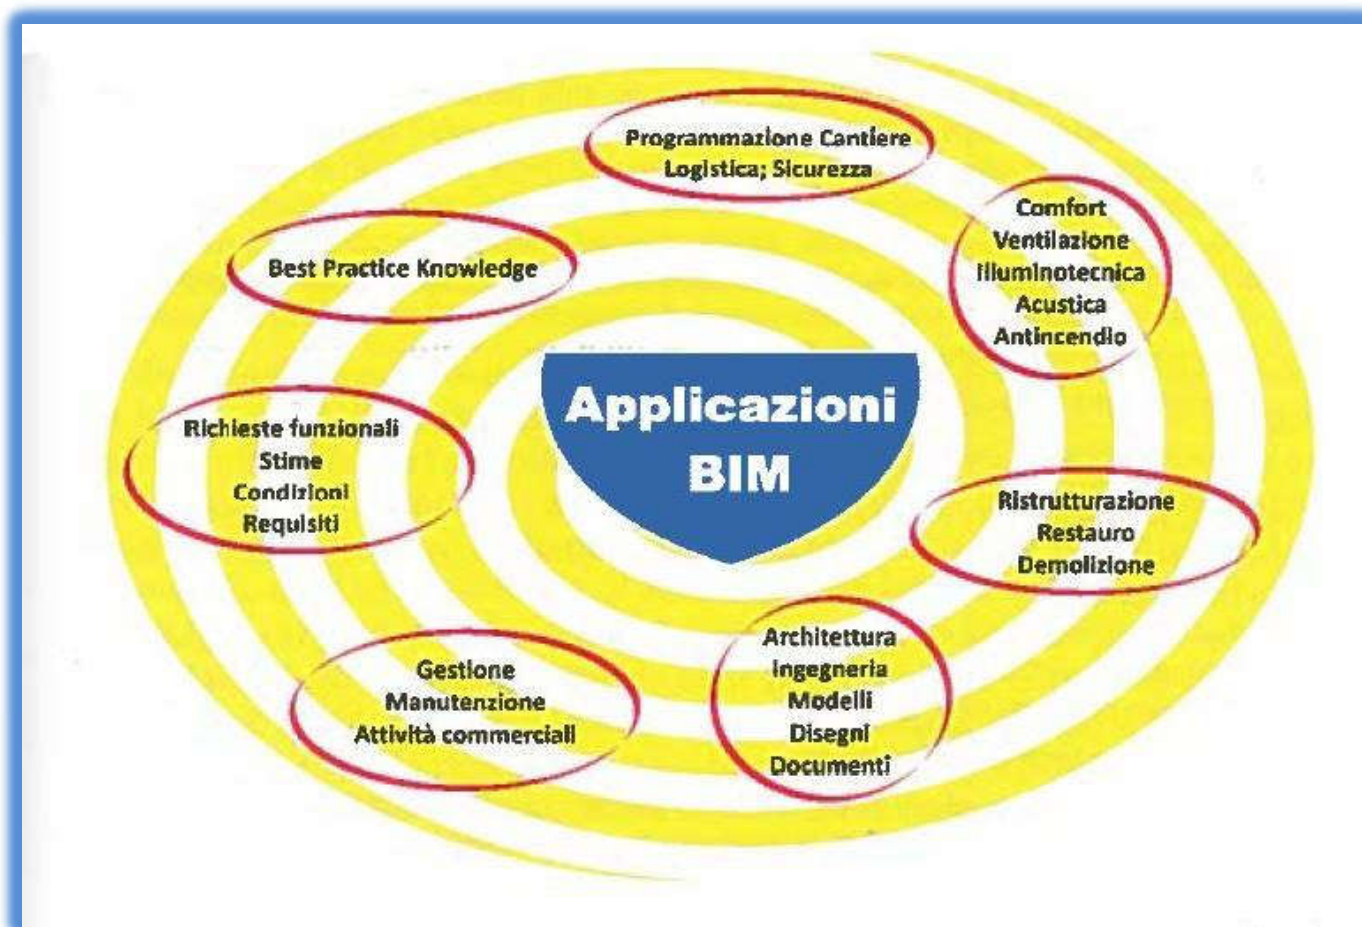 Programmazione Cantiere
Logistica; Sicurezza
Comfort
Ventilazione
Illuminotecnica
Acustica
Antincendio
Best Practice Knowledge
Applicazioni
BIM
Richieste funzionali
Stime
Condizioni
Requisiti
Ristrutturazione
Restauro
Demolizione
Architettura
Ingegneria
Modelli
Disegni
Documenti
Gestione
Manutenzione
Attività commerciali